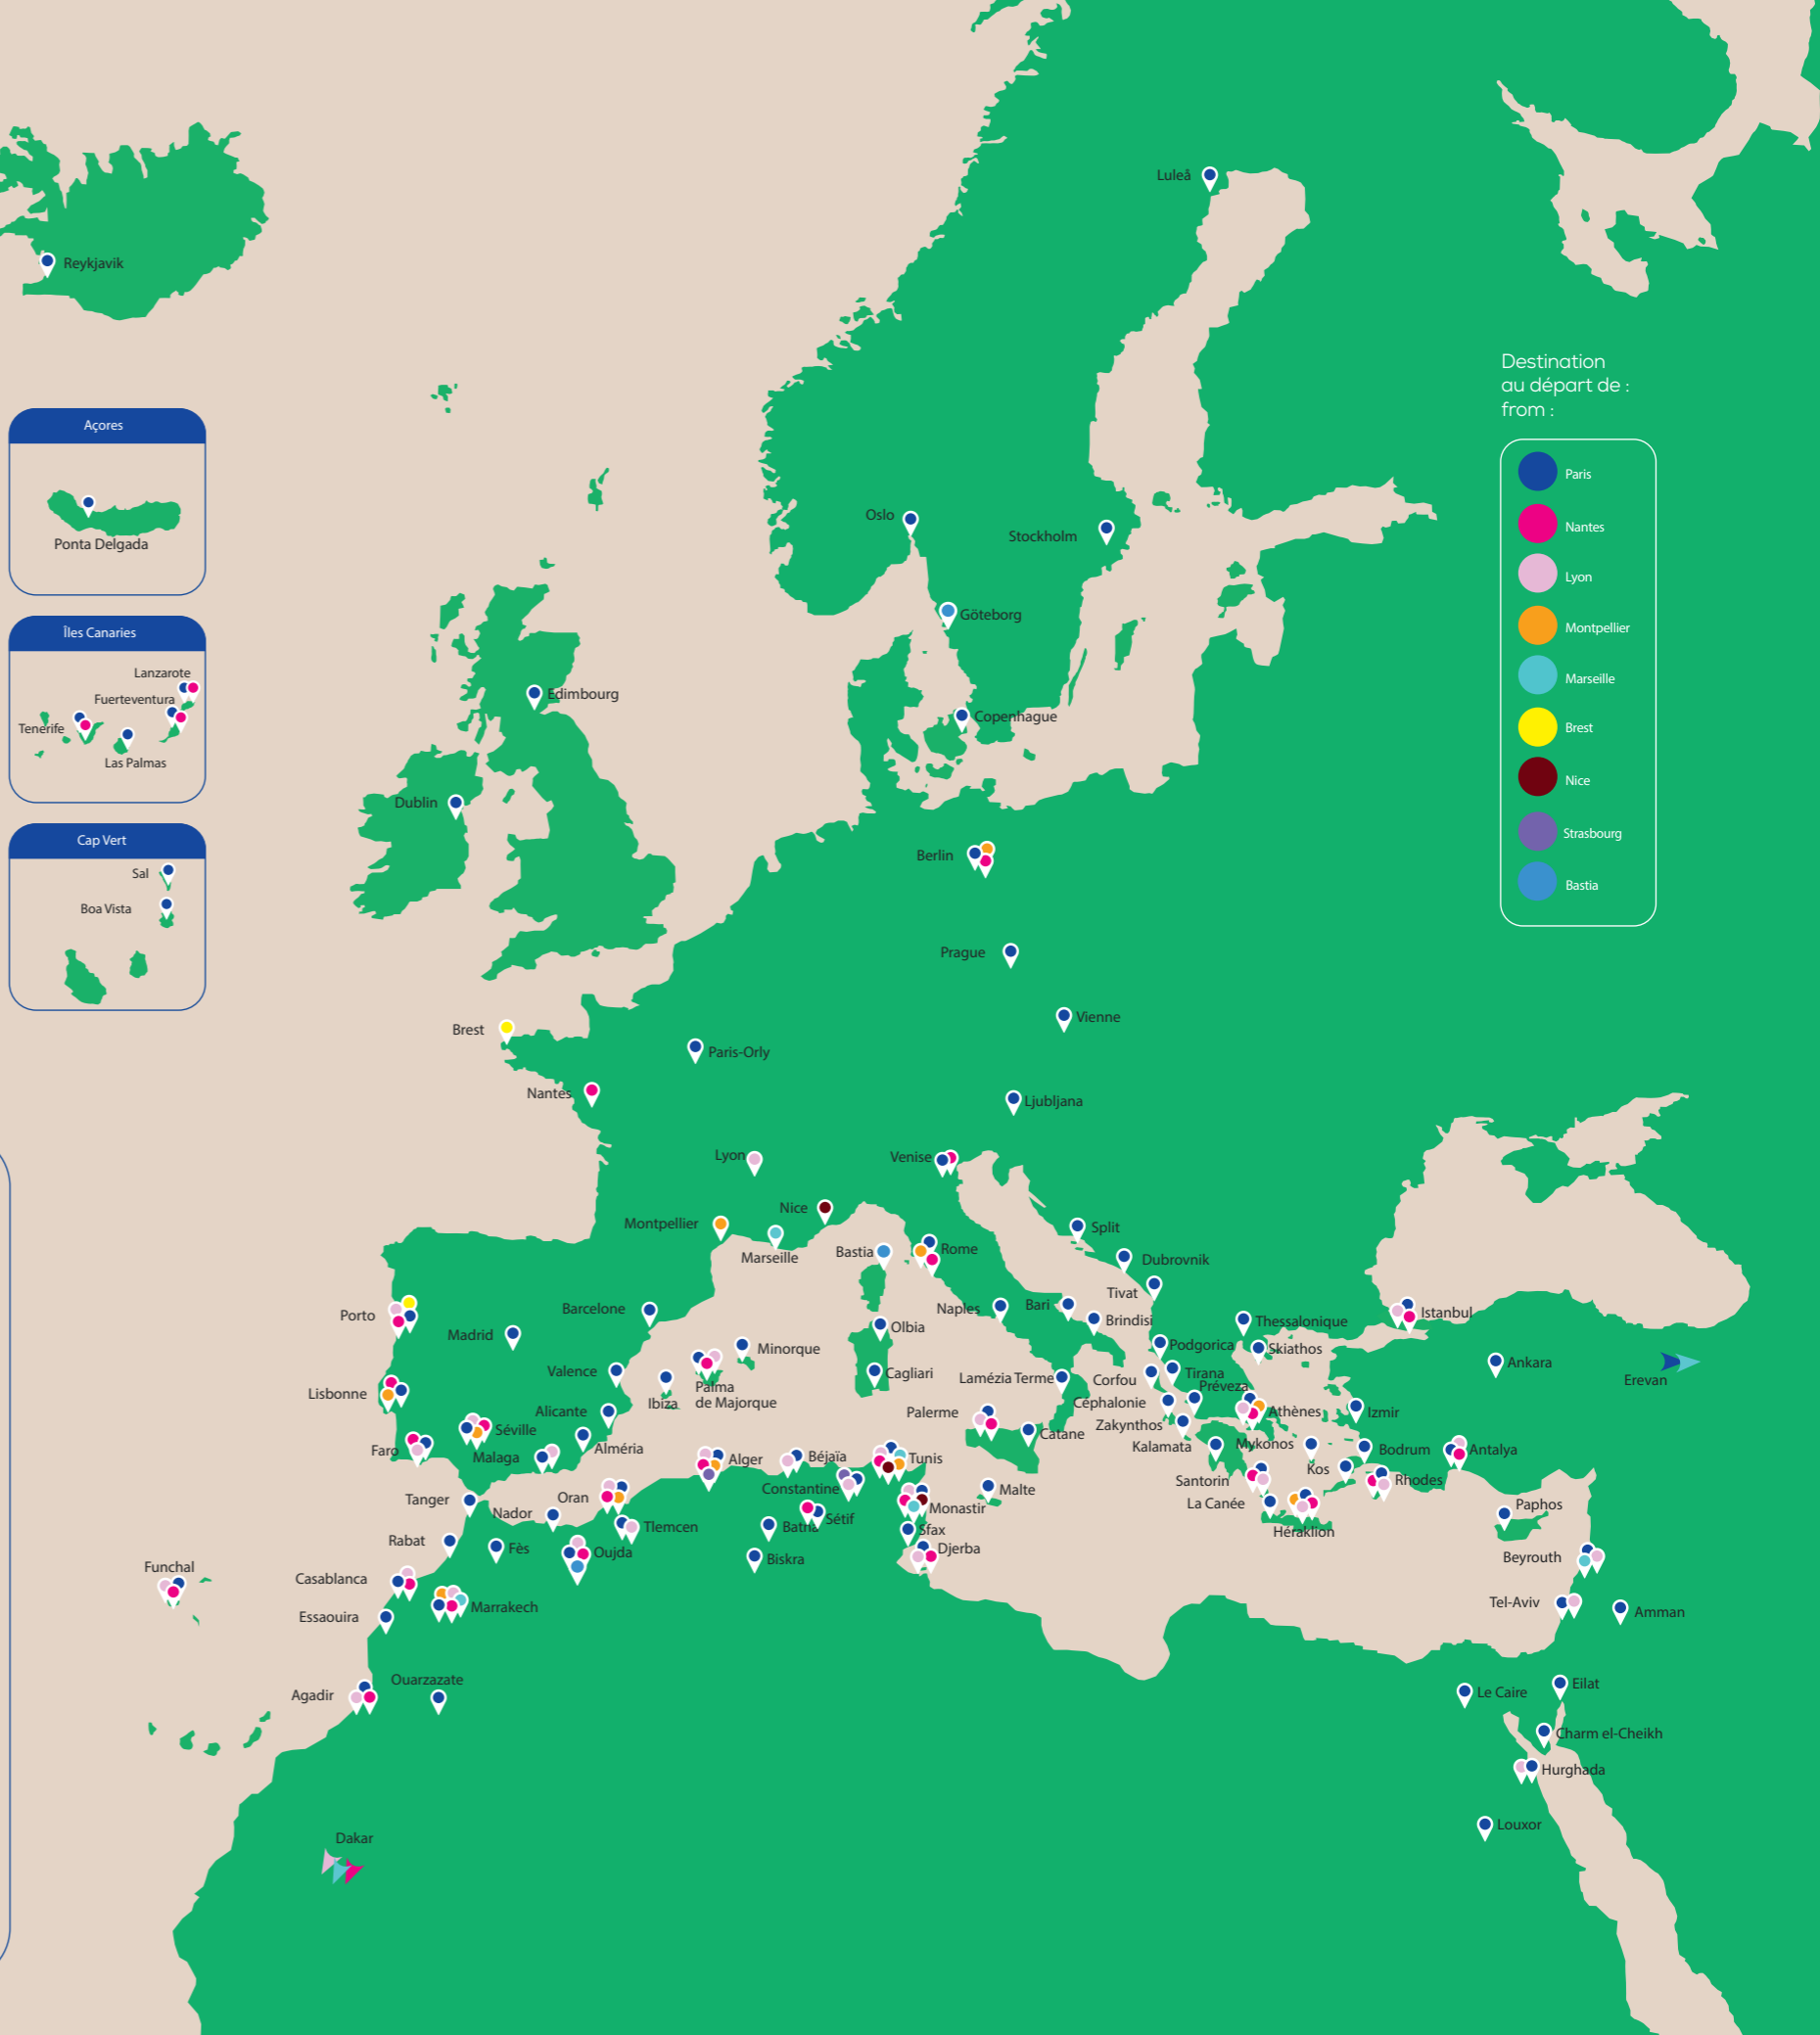 Luleå
Reykjavik
Destination
au départ de :
from :
Açores
Paris
Ponta Delgada
Oslo
Stockholm
Nantes
Lyon
Göteborg
Montpellier
Îles Canaries
Lanzarote
Fuerteventura
Tenerife
Las Palmas
Edimbourg
Marseille
Copenhague
Brest
Nice
Dublin
Strasbourg
Cap Vert
Sal
Boa Vista
Berlin
Bastia
Prague
Vienne
Brest
Paris-Orly
Nantes
Ljubljana
Lyon
Venise
Nice
Montpellier
Split
Marseille
Bastia
Rome
Dubrovnik
Tivat
Porto
Barcelone
Naples
Bari
Brindisi
Thessalonique
Istanbul
Madrid
Olbia
Minorque
Podgorica
Skiathos
Ankara
Valence
Cagliari
Lamézia Terme
Corfou
Tirana
Erevan
Lisbonne
Ibiza
Palma
de Majorque
Préveza
Céphalonie
Alicante
Palerme
Zakynthos
Athènes
Izmir
Séville
Catane
Faro
Alméria
Kalamata
Mykonos
Bodrum
Antalya
Malaga
Alger
Béjaïa
Tunis
Kos
Rhodes
Constantine
Malte
Santorin
Tanger
Oran
La Canée
Paphos
Nador
Monastir
Batna
Sétif
Tlemcen
Sfax
Héraklion
Rabat
Fès
Oujda
Biskra
Djerba
Beyrouth
Funchal
Casablanca
Marrakech
Essaouira
Tel-Aviv
Amman
Ouarzazate
Agadir
Le Caire
Eilat
Charm el-Cheikh
Hurghada
Dakar
Louxor